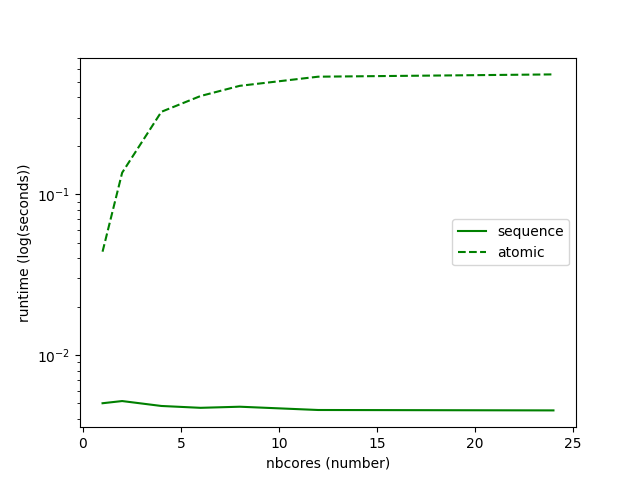 10⁻¹
10⁻²
runtime (log(seconds))
sequence
atomic
0 5 10 15 20 25
nbcores (number)